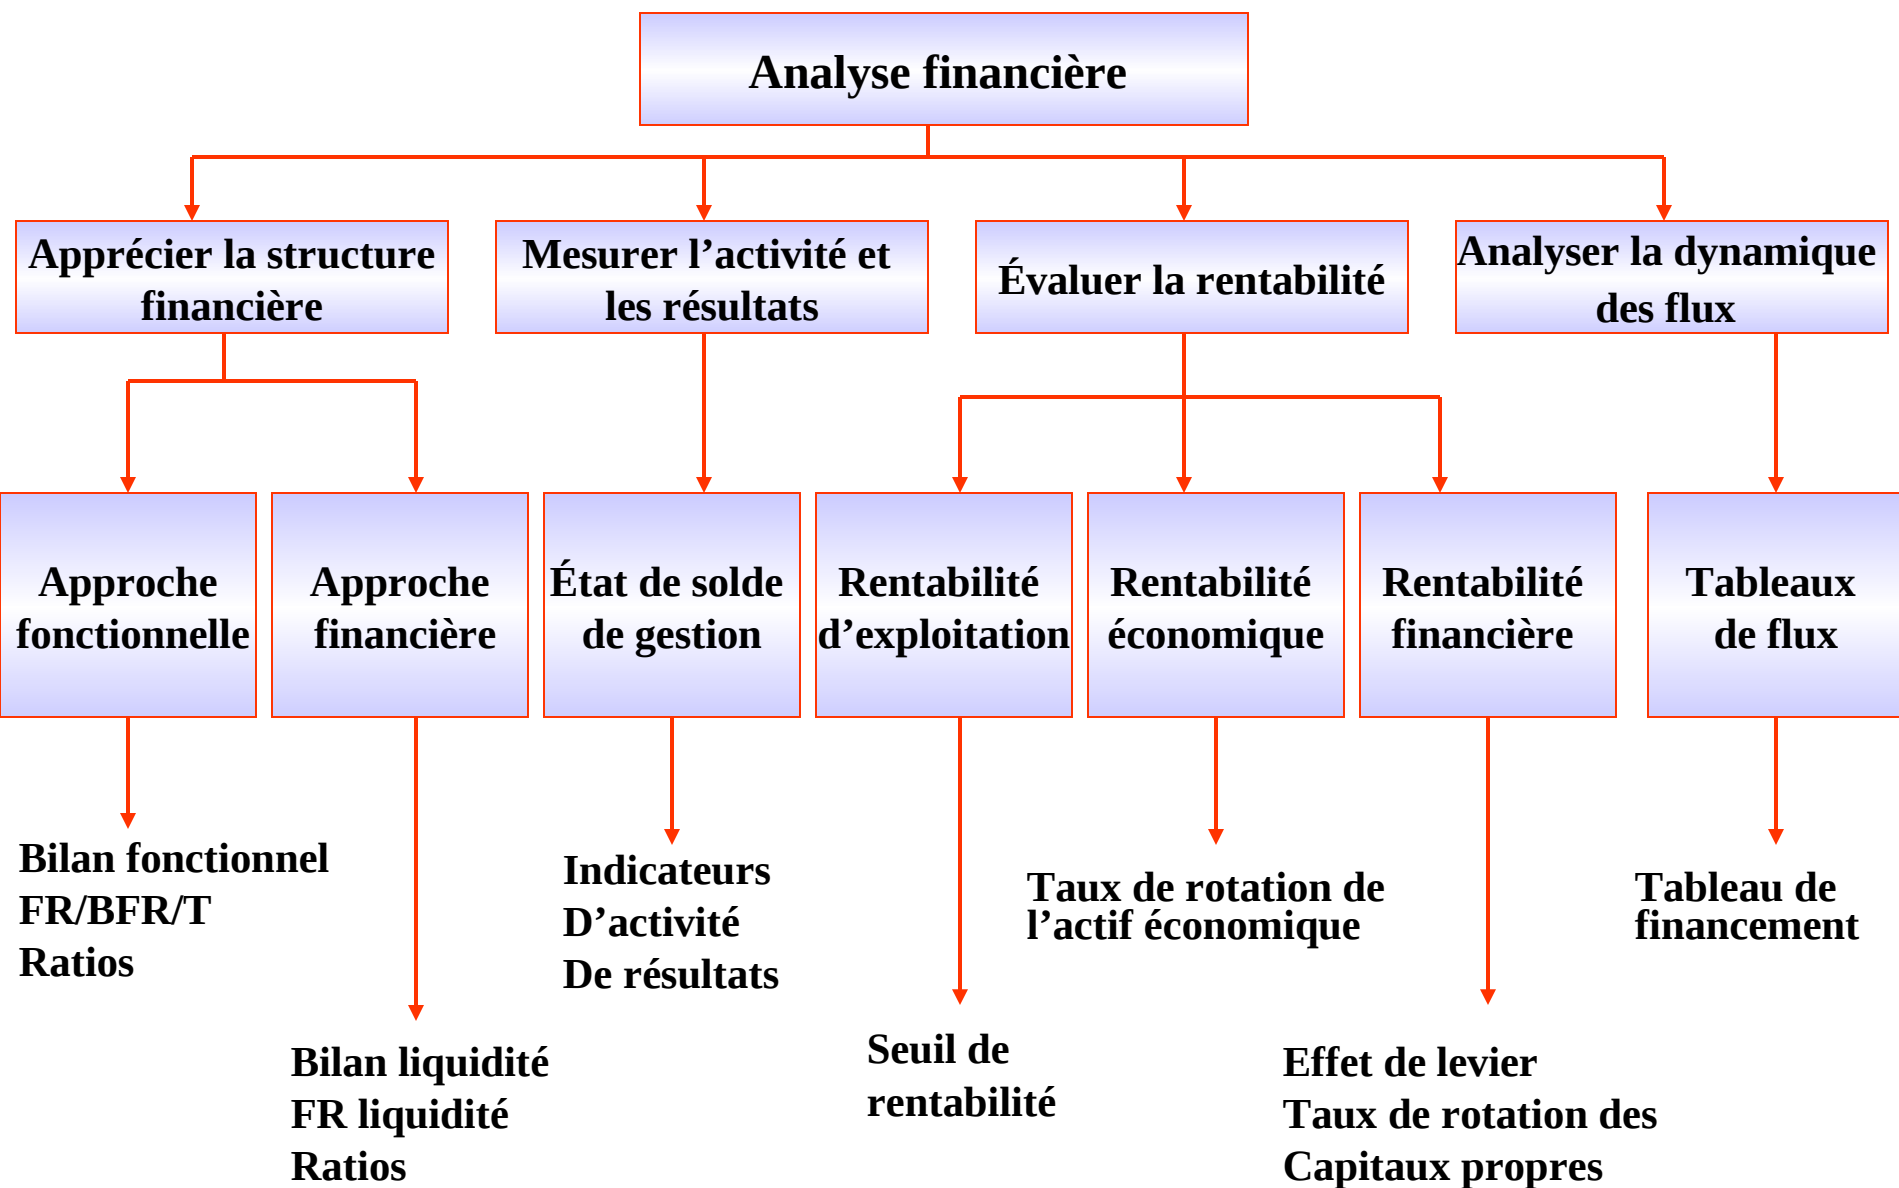 Analyse financière
Apprécier la structure
financière
Mesurer l’activité et
les résultats
Évaluer la rentabilité
Analyser la dynamique
des flux
Approche
fonctionnelle
Approche
financière
État de solde
de gestion
Rentabilité
d’exploitation
Rentabilité
économique
Rentabilité
financière
Tableaux
de flux
Bilan fonctionnel
FR/BFR/T
Ratios
Bilan liquidité
FR liquidité
Ratios
Indicateurs
D’activité
De résultats
Seuil de
rentabilité
Taux de rotation de
l’actif économique
Effet de levier
Taux de rotation des
Capitaux propres
Tableau de
financement